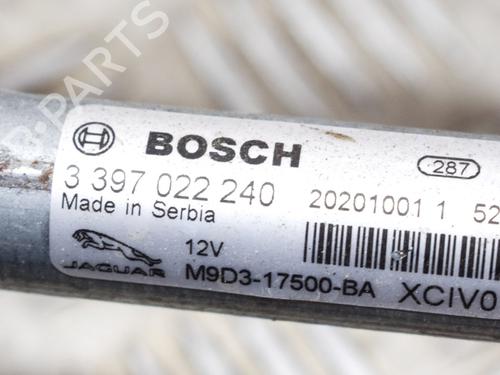 BOSCH
287
3 397 022 240
20201001 1 52
Made in Serbia
12V
JAGUAR
M9D3-17500-BA
XCIV0
B-PARTS